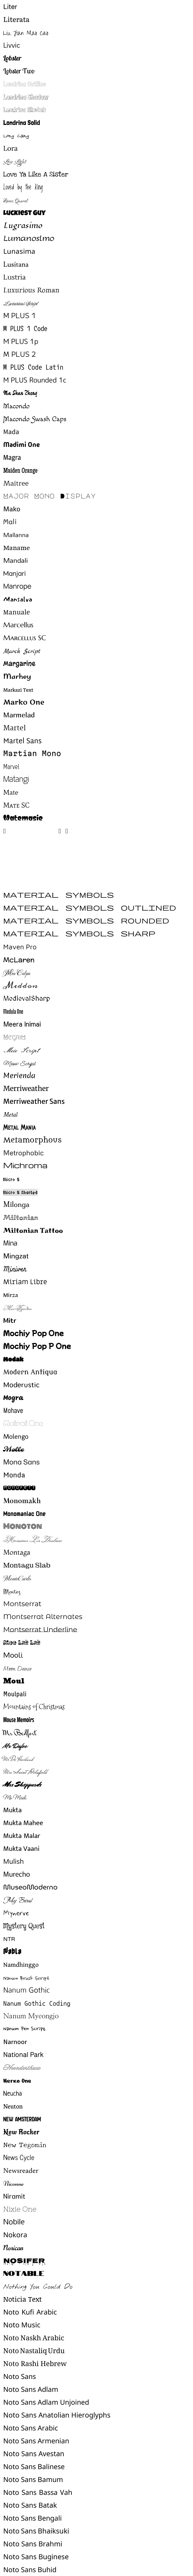 Liter
Literata
Liu Jian Mao Cao
Livvic
Lobster
Lobster Two
Londrina Outline
Londrina Shadow
Londrina Sketch
Londrina Solid
Long Cang
Lora
Love Light
Love Ya Like A Sister
Loved by the King
Lovers Quarrel
Luckiest Guy
Lugrasimo
Lumanosimo
Lunasima
Lusitana
Lustria
Luxurious Roman
Luxurious Script
M PLUS 1
M PLUS 1 Code
M PLUS 1p
M PLUS 2
M PLUS Code Latin
M PLUS Rounded 1c
Ma Shan Zheng
Macondo
Macondo Swash Caps
Mada
Madimi One
Magra
Maiden Orange
Maitree
Major Mono Display
Mako
Mali
Mallanna
Maname
Mandali
Manjari
Manrope
Mansalva
Manuale
Marcellus
Marcellus SC
Marck Script
Margarine
Marhey
Markazi Text
Marko One
Marmelad
Martel
Martel Sans
Martian Mono
Marvel
Matangi
Mate
Mate SC
Matemasie
Material Symbols
Material Symbols Outlined
Material Symbols Rounded
Material Symbols Sharp
Maven Pro
McLaren
Mea Culpa
Meddon
MedievalSharp
Medula One
Meera Inimai
Megrim
Meie Script
Meow Script
Merienda
Merriweather
Merriweather Sans
Metal
Metal Mania
Metamorphous
Metrophobic
Michroma
Micro 5
Micro 5 Charted
Milonga
Miltonian
Miltonian Tattoo
Mina
Mingzat
Miniver
Miriam Libre
Mirza
Miss Fajardose
Mitr
Mochiy Pop One
Mochiy Pop P One
Modak
Modern Antiqua
Moderustic
Mogra
Mohave
Moirai One
Molengo
Molle
Mona Sans
Monda
Monofett
Monomakh
Monomaniac One
Monoton
Monsieur La Doulaise
Montaga
Montagu Slab
MonteCarlo
Montez
Montserrat
Montserrat Alternates
Montserrat Underline
Moo Lah Lah
Mooli
Moon Dance
Moul
Moulpali
Mountains of Christmas
Mouse Memoirs
Mr Bedfort
Mr Dafoe
Mr De Haviland
Mrs Saint Delafield
Mrs Sheppards
Ms Madi
Mukta
Mukta Mahee
Mukta Malar
Mukta Vaani
Mulish
Murecho
MuseoModerno
My Soul
Mynerve
Mystery Quest
NTR
Nabla
Namdhinggo
Nanum Brush Script
Nanum Gothic
Nanum Gothic Coding
Nanum Myeongjo
Nanum Pen Script
Narnoor
National Park
Neonderthaw
Nerko One
Neucha
Neuton
New Amsterdam
New Rocker
New Tegomin
News Cycle
Newsreader
Niconne
Niramit
Nixie One
Nobile
Nokora
Norican
Nosifer
Notable
Nothing You Could Do
Noticia Text
Noto Kufi Arabic
Noto Music
Noto Naskh Arabic
Noto Nastaliq Urdu
Noto Rashi Hebrew
Noto Sans
Noto Sans Adlam
Noto Sans Adlam Unjoined
Noto Sans Anatolian Hieroglyphs
Noto Sans Arabic
Noto Sans Armenian
Noto Sans Avestan
Noto Sans Balinese
Noto Sans Bamum
Noto Sans Bassa Vah
Noto Sans Batak
Noto Sans Bengali
Noto Sans Bhaiksuki
Noto Sans Brahmi
Noto Sans Buginese
Noto Sans Buhid